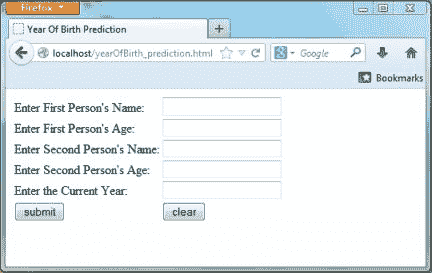 Firefox
Year Of Birth Prediction
localhost/yearOfBirth_prediction.html
Google
Bookmarks
Enter First Person's Name:
Enter First Person's Age:
Enter Second Person's Name:
Enter Second Person's Age:
Enter the Current Year:
submit clear